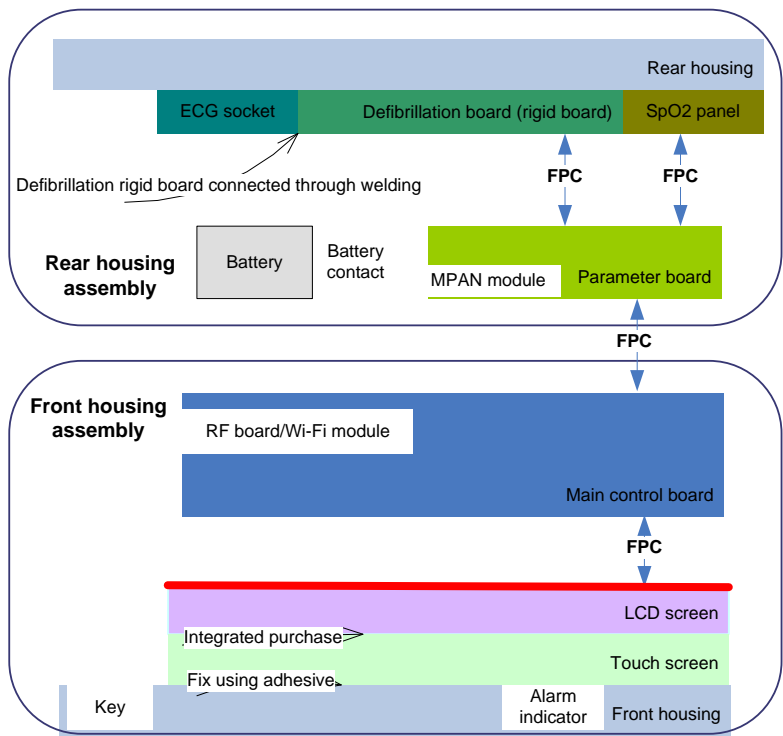 Rear housing
ECG socket
Defibrillation board (rigid board)
SpO2 panel
Defibrillation rigid board connected through welding
FPC
FPC
Rear housing
assembly
Battery
Battery
contact
MPAN module
Parameter board
FPC
Front housing
assembly
RF board/Wi-Fi module
Main control board
FPC
LCD screen
Integrated purchase
Touch screen
Fix using adhesive
Key
Alarm
indicator
Front housing